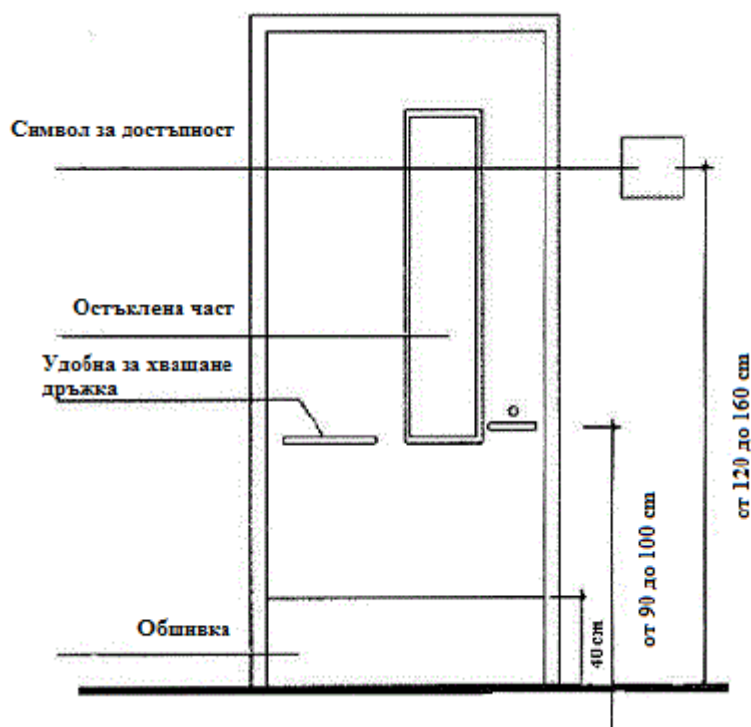 Символ за достъпност
Остъклена част
Удобна за хващане
дръжка
Обшивка
40 cm
от 90 до 100 cm
от 120 до 160 cm